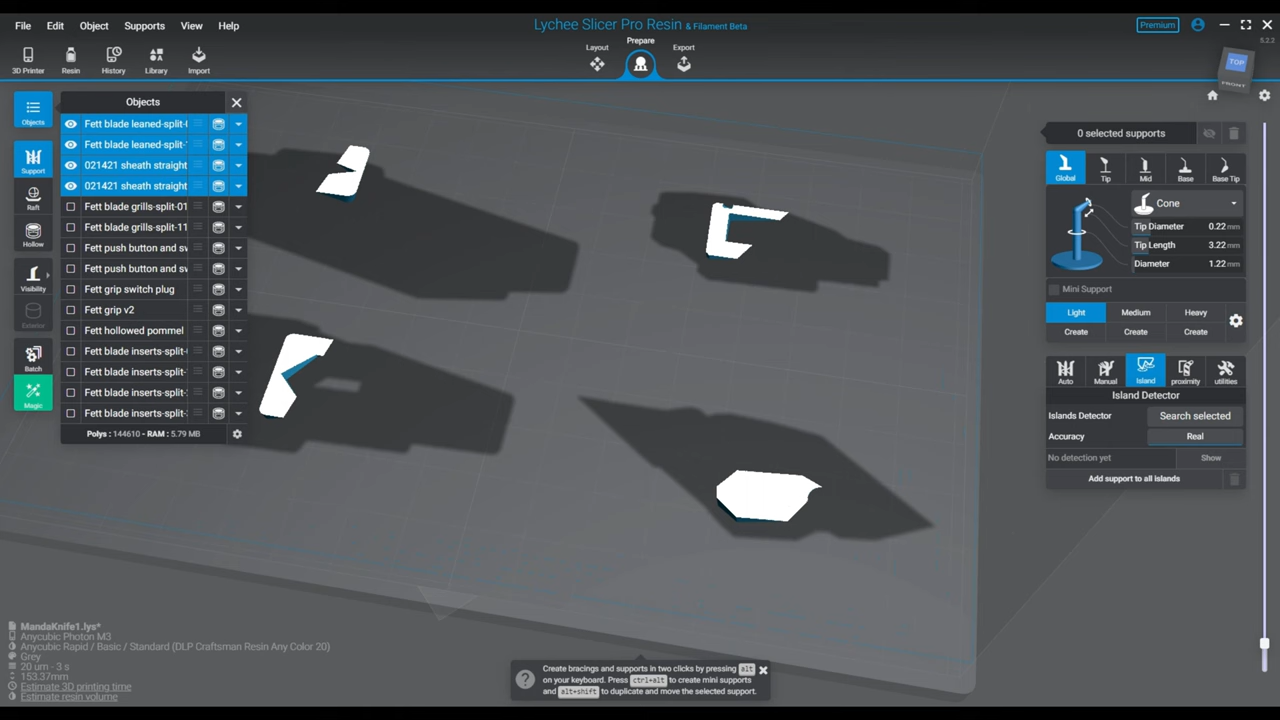 File Edit Object Supports View Help
Lychee Slicer Pro Resin & Filament Beta
Premium
5.2.2
3D Printer Resin History Library Import
Layout Prepare Export
TOP
FRONT
Objects
Support
Raft
Hollow
Visibility
Exterior
Batch
Magic
Objects
Fett blade leaned-split-
Fett blade leaned-split-
021421 sheath straight
021421 sheath straight
Fett blade grills-split-01
Fett blade grills-split-11
Fett push button and sw
Fett push button and sw
Fett grip switch plug
Fett grip v2
Fett hollowed pommel
Fett blade inserts-split-
Fett blade inserts-split-
Fett blade inserts-split-
Fett blade inserts-split-
Polys : 144610 - RAM : 5.79 MB
0 selected supports
Global Tip Mid Base Base Tip
Cone
Tip Diameter 0.22 mm
Tip Length 3.22 mm
Diameter 1.22 mm
Mini Support
Light Medium Heavy
Create Create Create
Auto Manual Island proximity utilities
Island Detector
Islands Detector Search selected
Accuracy Real
No detection yet Show
Add support to all islands
MandaKnife1.lys*
Anycubic Photon M3
Anycubic Rapid / Basic / Standard (DLP Craftsman Resin Any Color 20)
Grey
20 um - 3 s
153.37mm
Estimate 3D printing time
Estimate resin volume
Create bracings and supports in two clicks by pressing alt
on your keyboard. Press ctrl+alt to create mini supports
and alt+shift to duplicate and move the selected support.